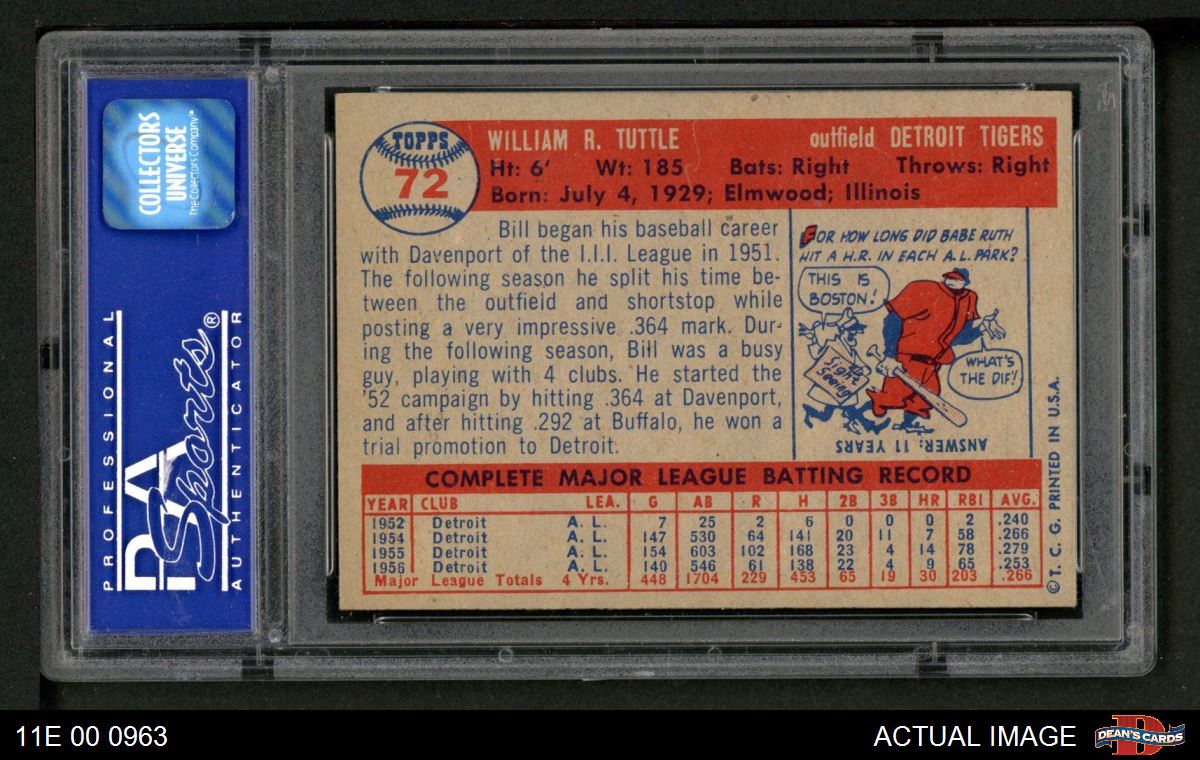 COLLECTORS
UNIVERSE
The Collectors Company™
PROFESSIONAL
PSA
Sports®
AUTHENTICATOR
TOPPS
72
WILLIAM R. TUTTLE outfield DETROIT TIGERS
Ht: 6' Wt: 185 Bats: Right Throws: Right
Born: July 4, 1929; Elmwood; Illinois
Bill began his baseball career
with Davenport of the I.I.I. League in 1951.
The following season he split his time be-
tween the outfield and shortstop while
posting a very impressive .364 mark. Dur-
ing the following season, Bill was a busy
guy, playing with 4 clubs. He started the
'52 campaign by hitting .364 at Davenport,
and after hitting .292 at Buffalo, he won a
trial promotion to Detroit.
FOR HOW LONG DID BABE RUTH
HIT A H.R. IN EACH A.L. PARK?
THIS IS
BOSTON!
Sight
Seeing
WHAT'S
THE DIF!
ANSWER: 11 YEARS
COMPLETE MAJOR LEAGUE BATTING RECORD
YEAR CLUB LEA. G AB R H 2B 3B HR RBI AVG.
1952 Detroit A. L. 7 25 2 6 0 0 0 2 .240
1954 Detroit A. L. 147 530 64 141 20 11 7 58 .266
1955 Detroit A. L. 154 603 102 168 23 4 14 78 .279
1956 Detroit A. L. 140 546 61 138 22 4 9 65 .253
Major League Totals 4 Yrs. 448 1704 229 453 65 19 30 203 .266
© T. C. G. PRINTED IN U.S.A.
11E 00 0963
ACTUAL IMAGE
D
DEAN'S CARDS